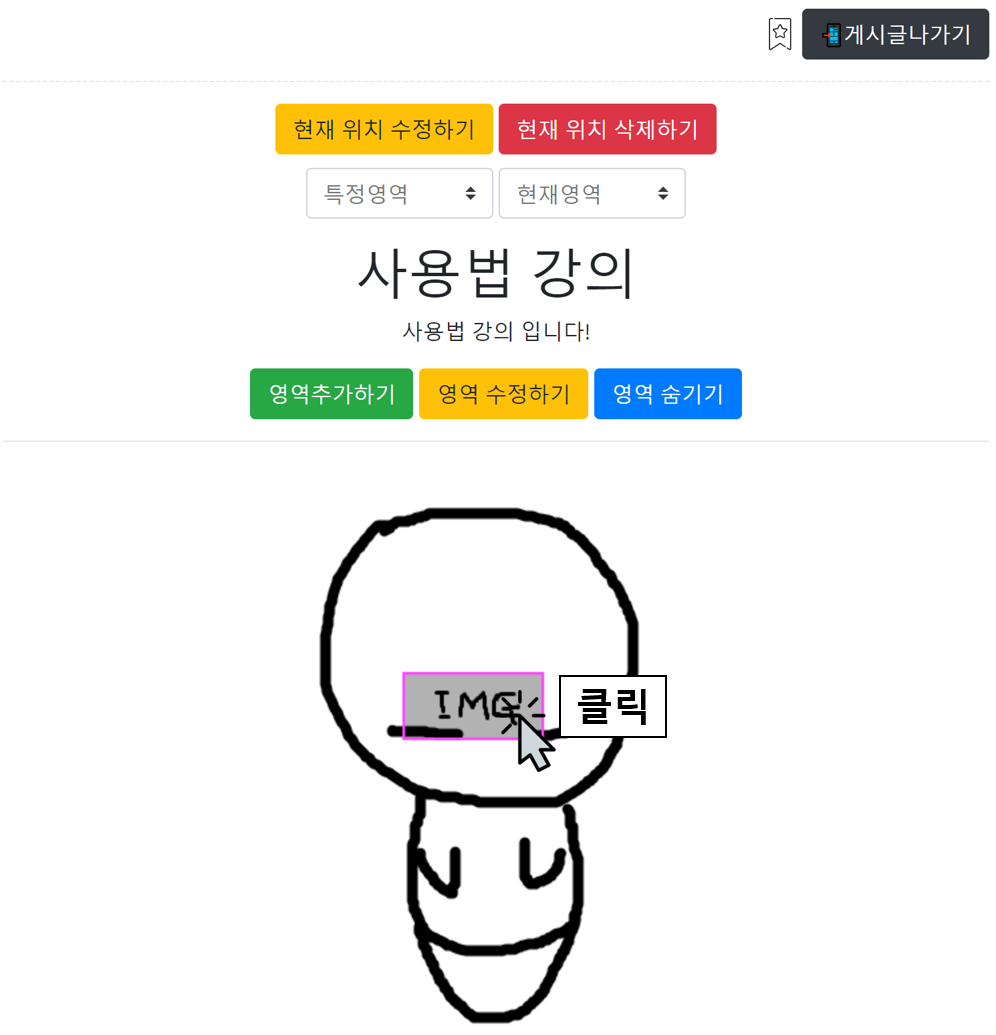 게시글나가기
현재 위치 수정하기 현재 위치 삭제하기
특정영역 현재영역
사용법 강의
사용법 강의 입니다!
영역추가하기 영역 수정하기 영역 숨기기
IMG 클릭